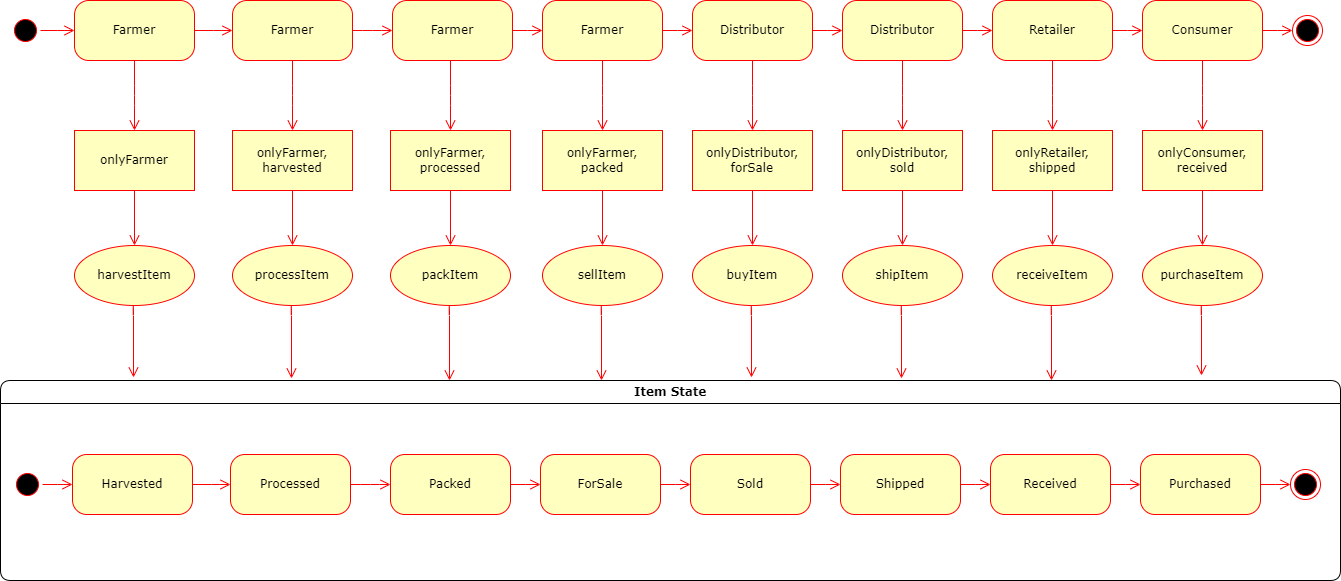 Farmer
Farmer
Farmer
Farmer
Distributor
Distributor
Retailer
Consumer
onlyFarmer
onlyFarmer,
harvested
onlyFarmer,
processed
onlyFarmer,
packed
onlyDistributor,
forSale
onlyDistributor,
sold
onlyRetailer,
shipped
onlyConsumer,
received
harvestItem
processItem
packItem
sellItem
buyItem
shipItem
receiveItem
purchaseItem
Item State
Harvested
Processed
Packed
ForSale
Sold
Shipped
Received
Purchased